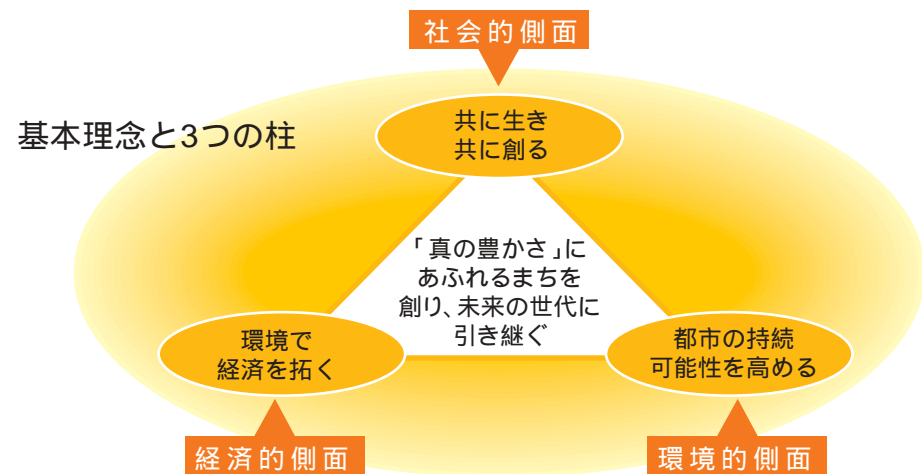 社会的側面
基本理念と3つの柱
共に生き
共に創る
「真の豊かさ」に
あふれるまちを
創り、未来の世代に
引き継ぐ
環境で
経済を拓く
都市の持続
可能性を高める
経済的側面
環境的側面